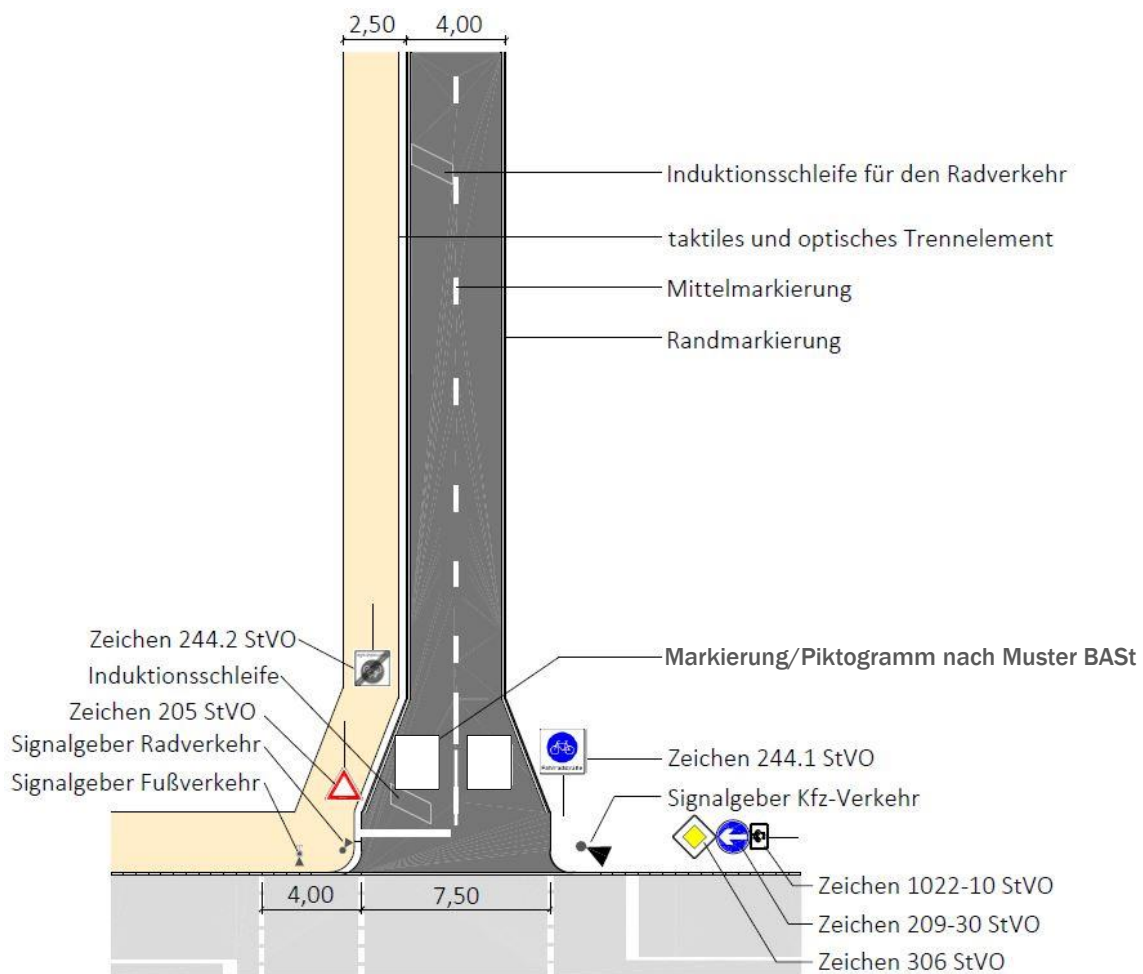 2,50 4,00
Induktionsschleife für den Radverkehr
taktiles und optisches Trennelement
Mittelmarkierung
Randmarkierung
Zeichen 244.2 StVO
Markierung/Piktogramm nach Muster BASt
Induktionsschleife
Zeichen 205 StVO
Signalgeber Radverkehr
Signalgeber Fußverkehr
Fahrradstraße
Zeichen 244.1 StVO
Signalgeber Kfz-Verkehr
4,00 7,50
Zeichen 1022-10 StVO
Zeichen 209-30 StVO
Zeichen 306 StVO